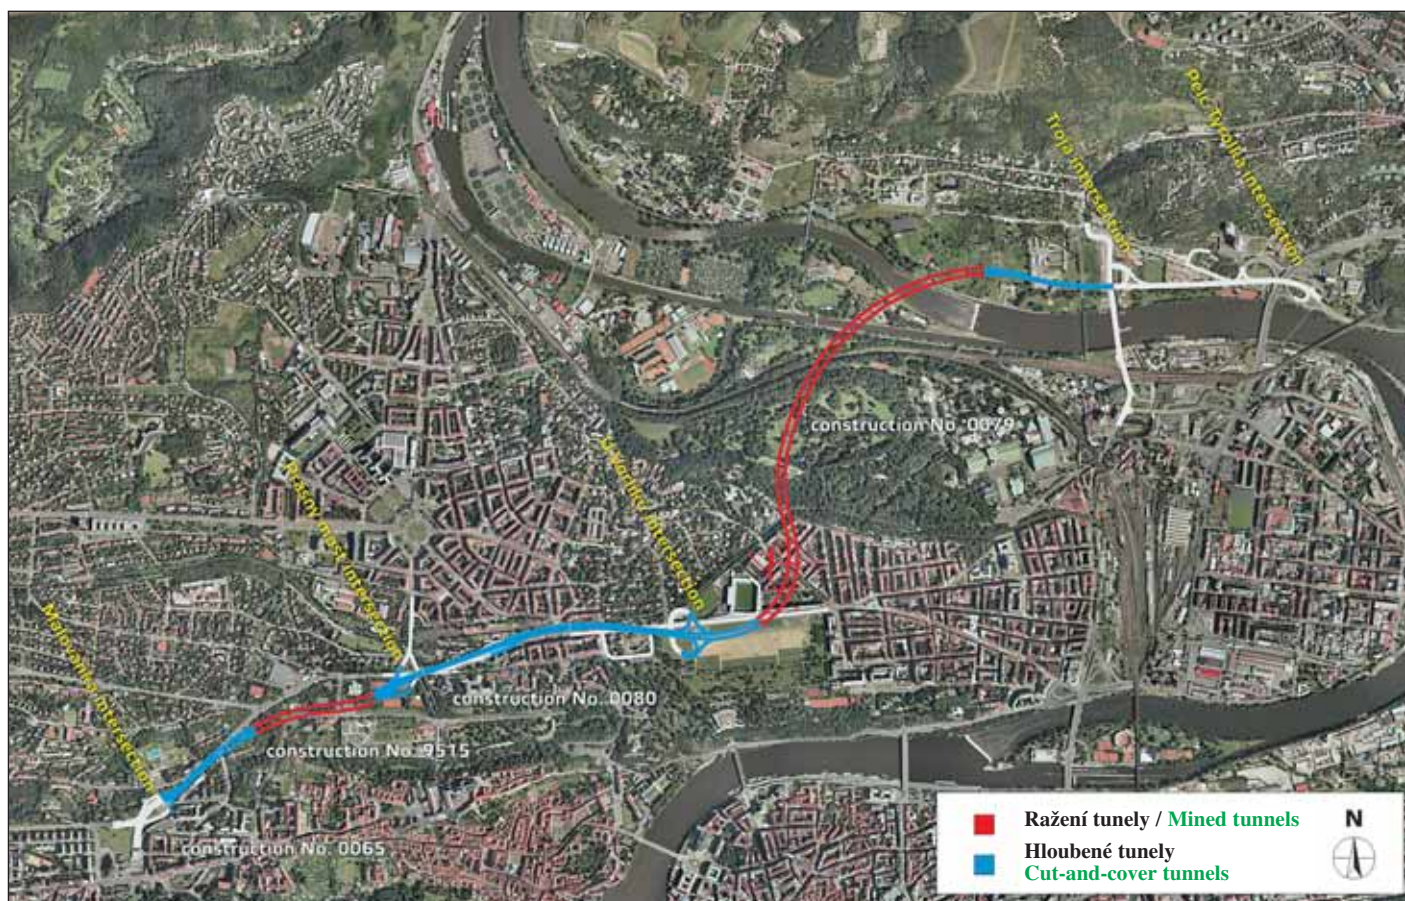 Pelc Tyrolka intersection
Troja intersection
construction No. 0079
U Vorlíků intersection
Prašný most intersection
Malovanka intersection
construction No. 0080
construction No. 9515
construction No. 0065
Ražení tunely / Mined tunnels
Hloubené tunely
Cut-and-cover tunnels
N